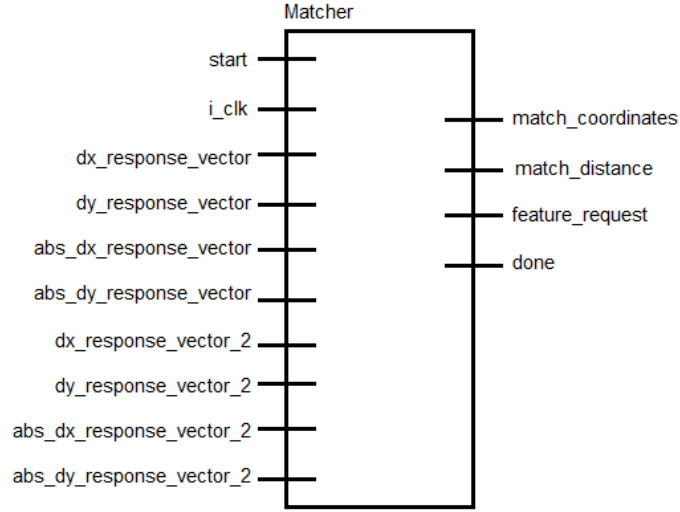 Matcher
start
i_clk
dx_response_vector
dy_response_vector
abs_dx_response_vector
abs_dy_response_vector
dx_response_vector_2
dy_response_vector_2
abs_dx_response_vector_2
abs_dy_response_vector_2
match_coordinates
match_distance
feature_request
done